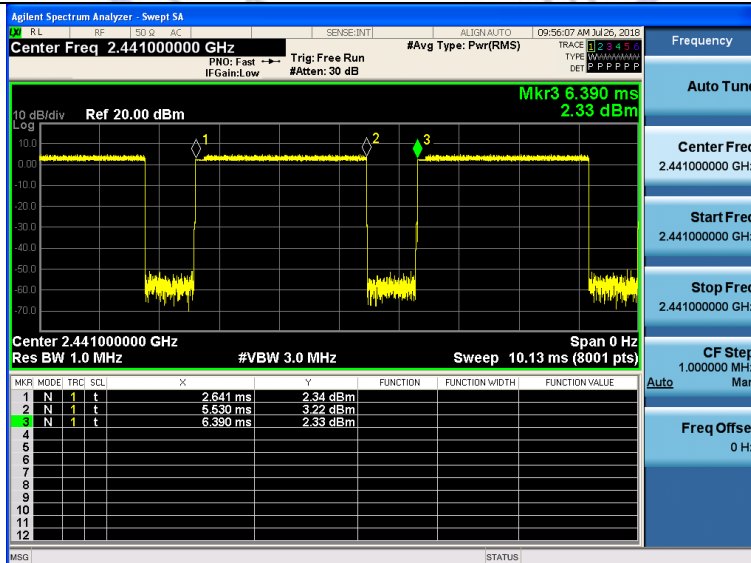 Agilent Spectrum Analyzer - Swept SA
LXI RL RF 50 Ω AC SENSE:INT ALIGNAUTO 09:56:07 AM Jul 26, 2018
Center Freq 2.441000000 GHz #Avg Type: Pwr(RMS) TRACE 1 2 3 4 5 6
PNO: Fast Trig: Free Run TYPE WWWWWW
IFGain:Low #Atten: 30 dB DET P P P P P P
Mkr3 6.390 ms
10 dB/div Ref 20.00 dBm 2.33 dBm
Log
10.0
0.00
-10.0
-20.0
-30.0
-40.0
-50.0
-60.0
-70.0
1
2
3
Center 2.441000000 GHz Span 0 Hz
Res BW 1.0 MHz #VBW 3.0 MHz Sweep 10.13 ms (8001 pts)
MKR MODE TRC SCL X Y FUNCTION FUNCTION WIDTH FUNCTION VALUE
1 N 1 t 2.641 ms 2.34 dBm
2 N 1 t 5.530 ms 3.22 dBm
3 N 1 t 6.390 ms 2.33 dBm
4
5
6
7
8
9
10
11
12
MSG STATUS
Frequency
Auto Tune
Center Freq
2.441000000 GHz
Start Freq
2.441000000 GHz
Stop Freq
2.441000000 GHz
CF Step
1.000000 MHz
Auto Man
Freq Offset
0 Hz